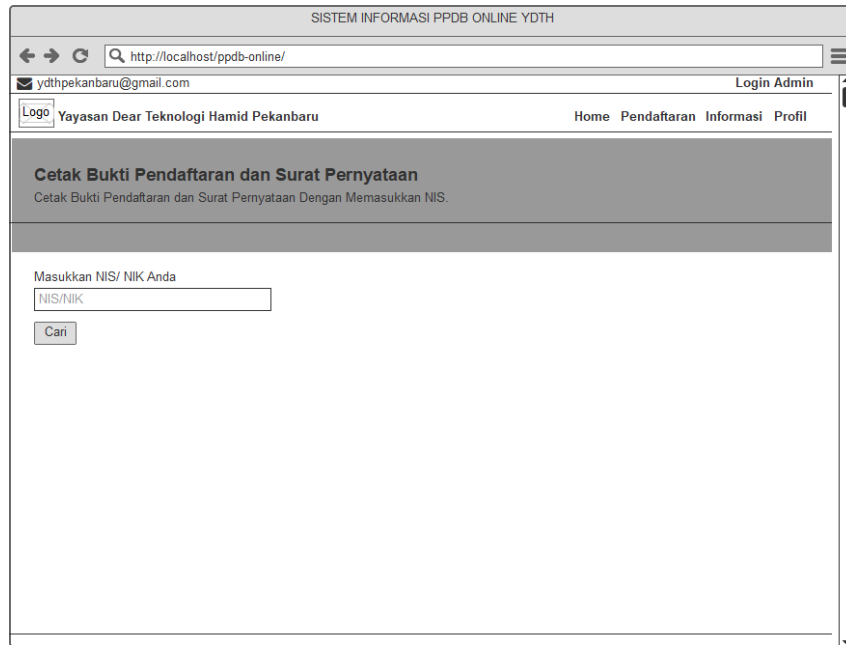 SISTEM INFORMASI PPDB ONLINE YDTH
http://localhost/ppdb-online/
ydthpekanbaru@gmail.com Login Admin
Logo Yayasan Dear Teknologi Hamid Pekanbaru Home Pendaftaran Informasi Profil
Cetak Bukti Pendaftaran dan Surat Pernyataan
Cetak Bukti Pendaftaran dan Surat Pernyataan Dengan Memasukkan NIS.
Masukkan NIS/ NIK Anda
NIS/NIK
Cari